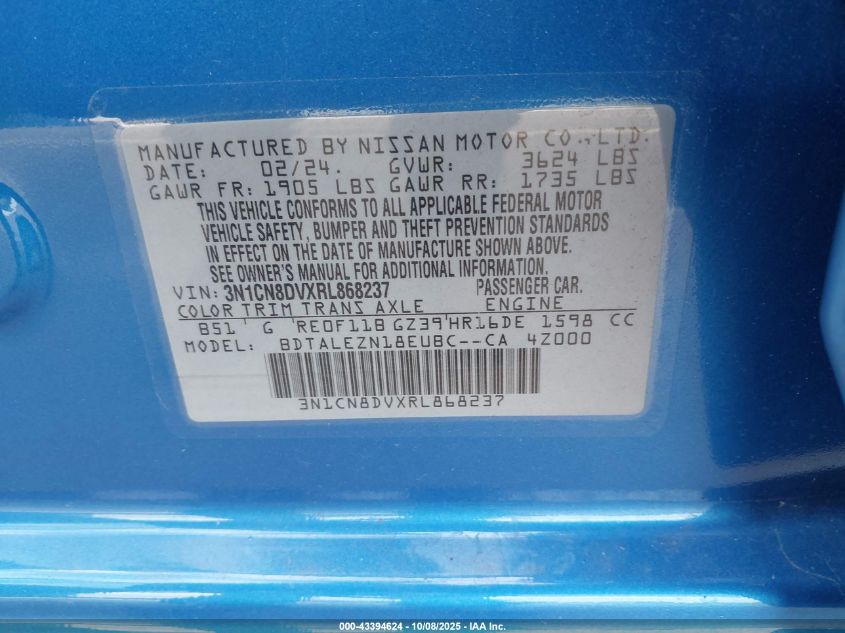 MANUFACTURED BY NISSAN MOTOR CO.,LTD.
DATE: 02/24. GVWR: 3624 LBS
GAWR FR: 1905 LBS GAWR RR: 1735 LBS
THIS VEHICLE CONFORMS TO ALL APPLICABLE FEDERAL MOTOR
VEHICLE SAFETY, BUMPER AND THEFT PREVENTION STANDARDS
IN EFFECT ON THE DATE OF MANUFACTURE SHOWN ABOVE.
SEE OWNER'S MANUAL FOR ADDITIONAL INFORMATION.
VIN: 3N1CN8DVXRL868237 PASSENGER CAR.
COLOR TRIM TRANS AXLE ENGINE
B51 G RE0F11B GZ39 HR16DE 1598 CC
MODEL: BDTALEZN18EUBC--CA 4Z000
3N1CN8DVXRL868237
000-43394624 | 10/08/2025 - IAA Inc.